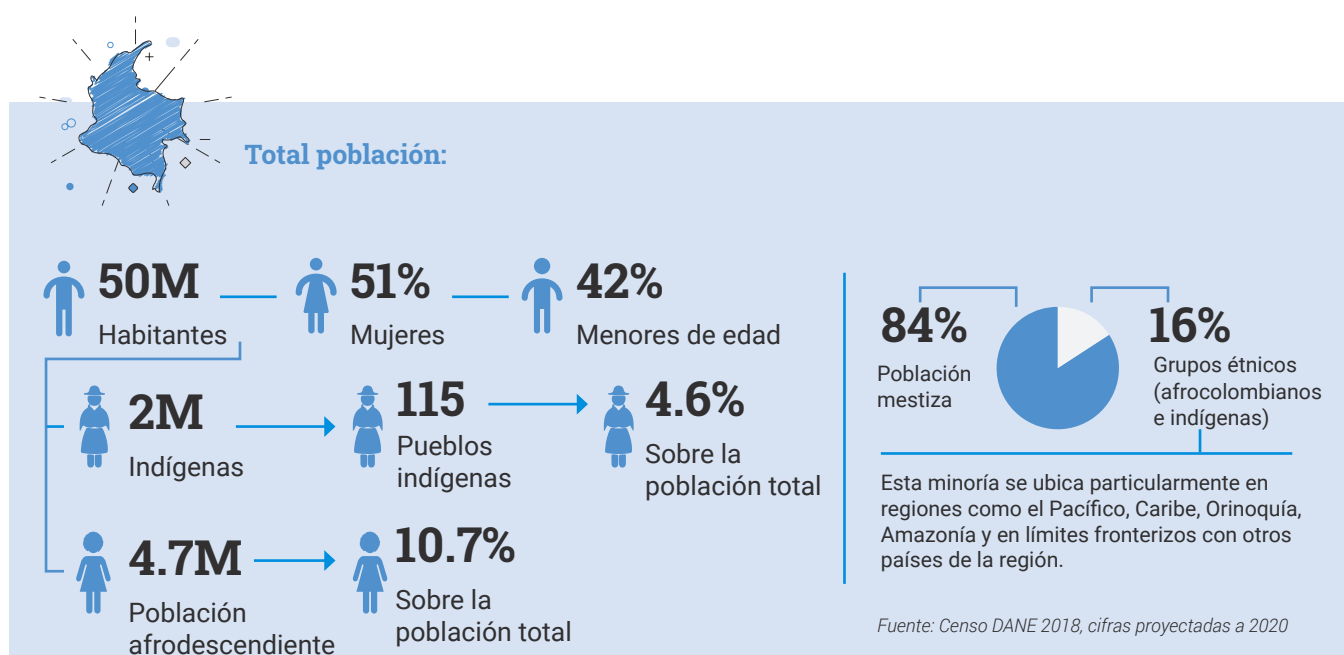 Total población:
50M
Habitantes
51%
Mujeres
42%
Menores de edad
2M
Indígenas
115
Pueblos
indígenas
4.6%
Sobre la
población total
4.7M
Población
afrodescendiente
10.7%
Sobre la
población total
84%
Población
mestiza
16%
Grupos étnicos
(afrocolombianos
e indígenas)
Esta minoría se ubica particularmente en
regiones como el Pacífico, Caribe, Orinoquía,
Amazonía y en límites fronterizos con otros
países de la región.
Fuente: Censo DANE 2018, cifras proyectadas a 2020